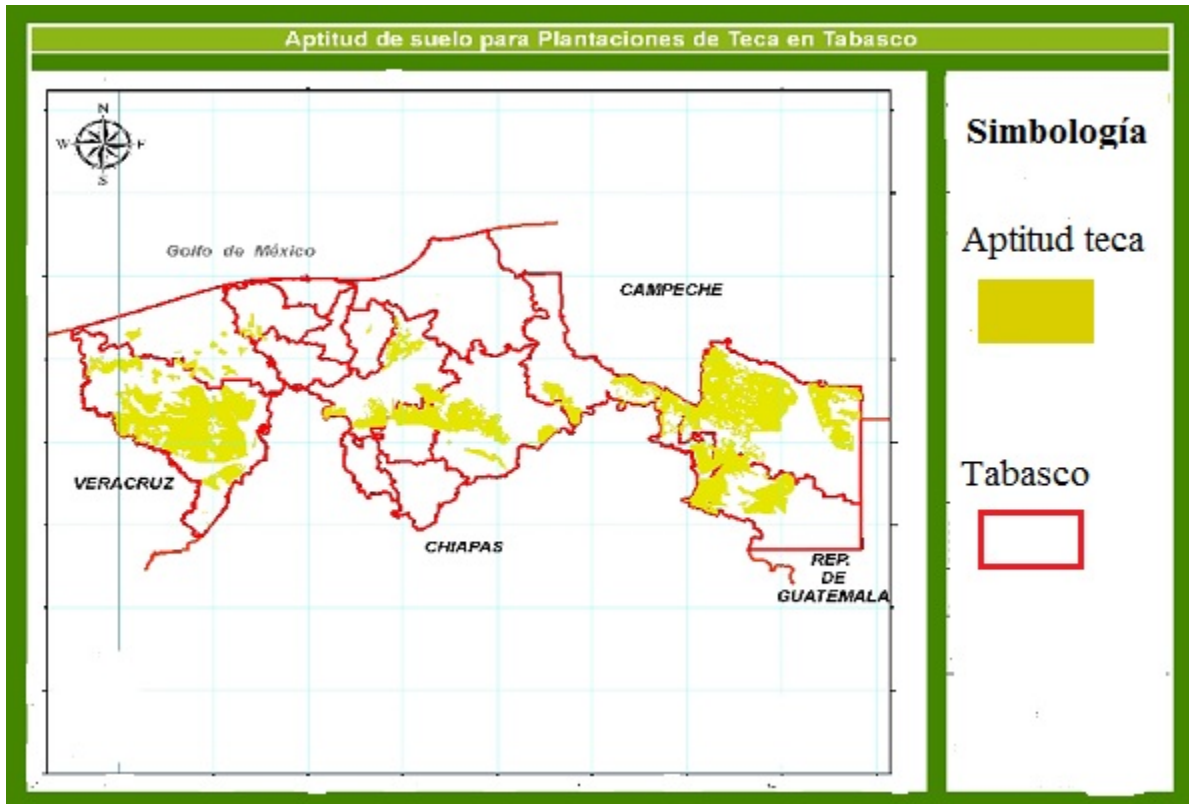 Aptitud de suelo para Plantaciones de Teca en Tabasco
N
W E
S
Golfo de México
CAMPECHE
VERACRUZ
CHIAPAS
REP.
DE
GUATEMALA
Simbología
Aptitud teca
Tabasco